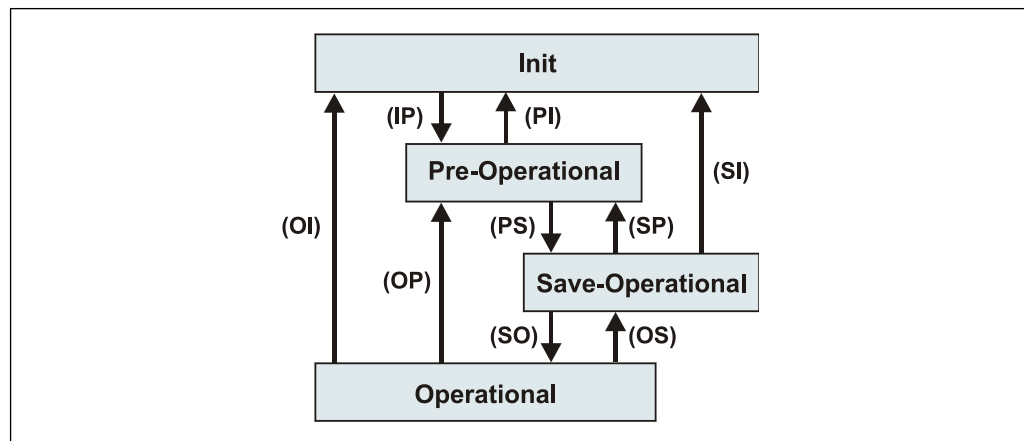 Init
(IP)
(PI)
Pre-Operational
(SI)
(OI)
(PS)
(SP)
(OP)
Save-Operational
(SO)
(OS)
Operational